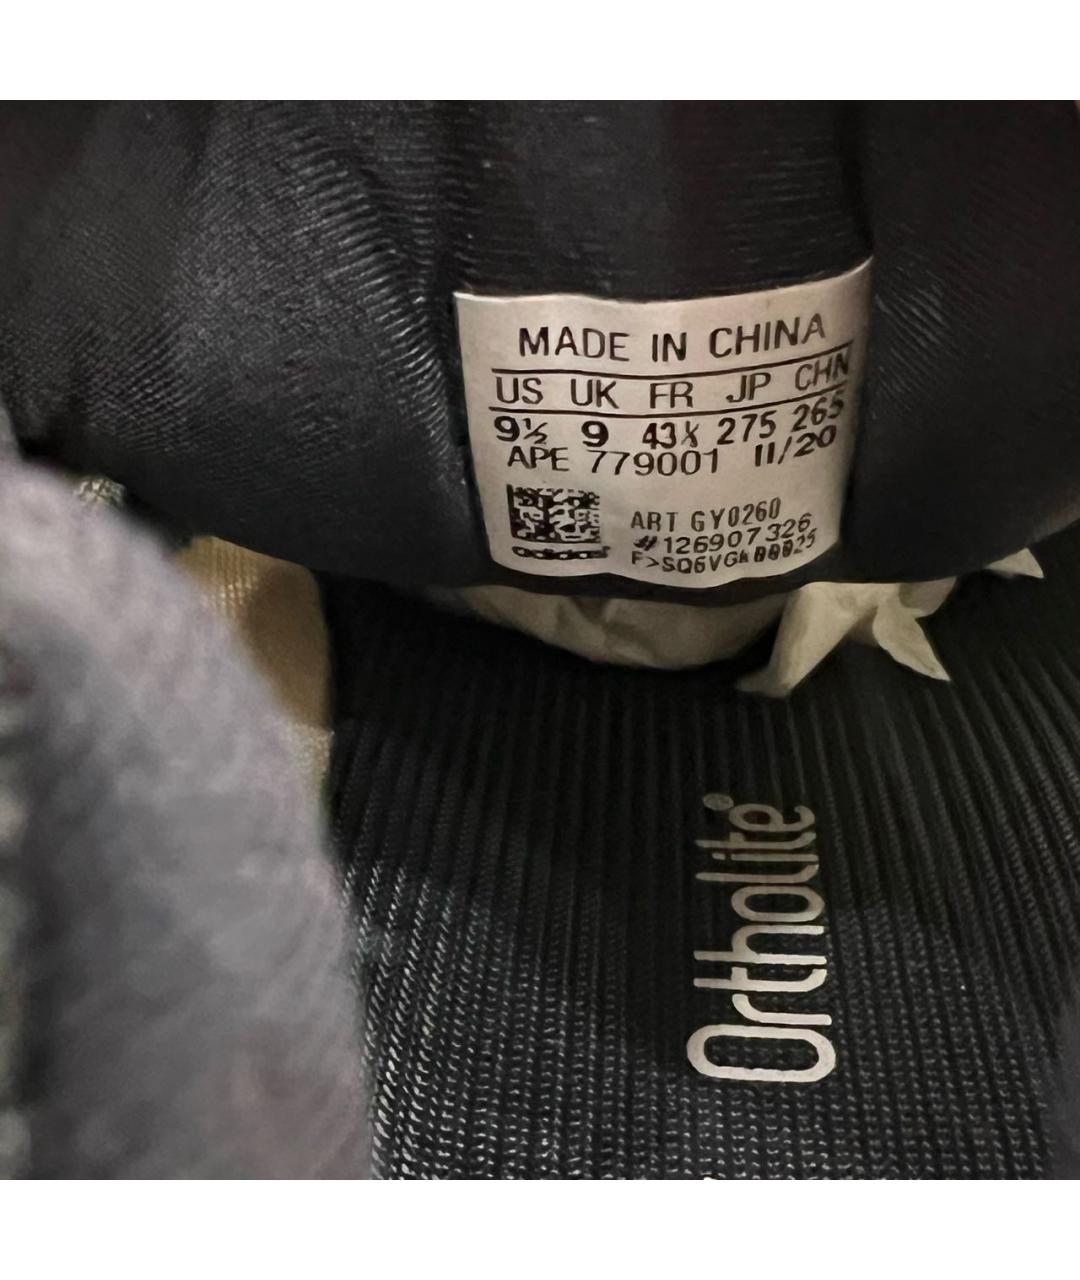 MADE IN CHINA
US UK FR JP CHN
9½ 9 43⅓ 275 265
APE 779001 11/20
ART GY0260
#126907326
adidas
Ortholite®